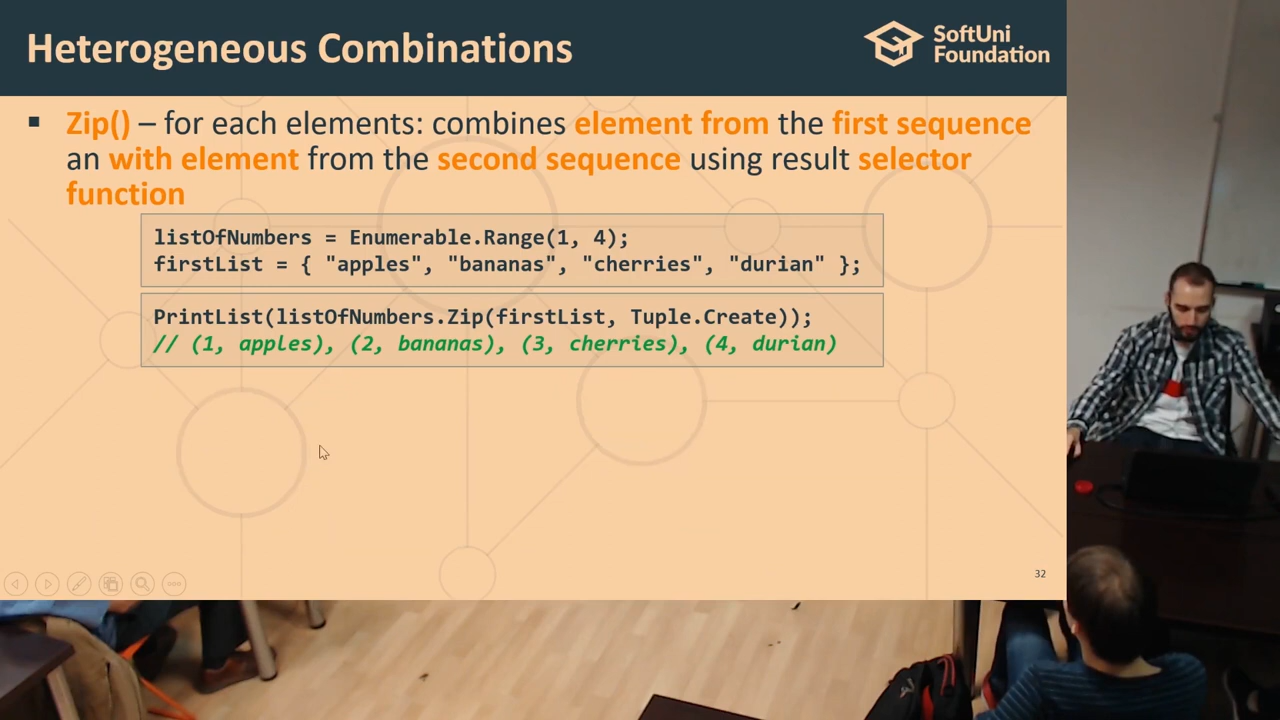 Heterogeneous Combinations
SoftUni
Foundation
▪ Zip() – for each elements: combines element from the first sequence
an with element from the second sequence using result selector
function
listOfNumbers = Enumerable.Range(1, 4);
firstList = { "apples", "bananas", "cherries", "durian" };
PrintList(listOfNumbers.Zip(firstList, Tuple.Create));
// (1, apples), (2, bananas), (3, cherries), (4, durian)
32